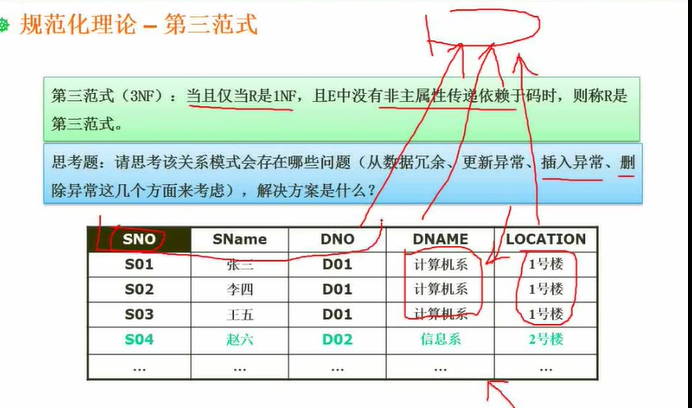 规范化理论 – 第三范式
第三范式（3NF）：当且仅当R是1NF，且E中没有非主属性传递依赖于码时，则称R是
第三范式。
思考题：请思考该关系模式会存在哪些问题（从数据冗余、更新异常、插入异常、删
除异常这几个方面来考虑），解决方案是什么？
SNO SName DNO DNAME LOCATION
S01 张三 D01 计算机系 1号楼
S02 李四 D01 计算机系 1号楼
S03 王五 D01 计算机系 1号楼
S04 赵六 D02 信息系 2号楼
... ... ... ... ...